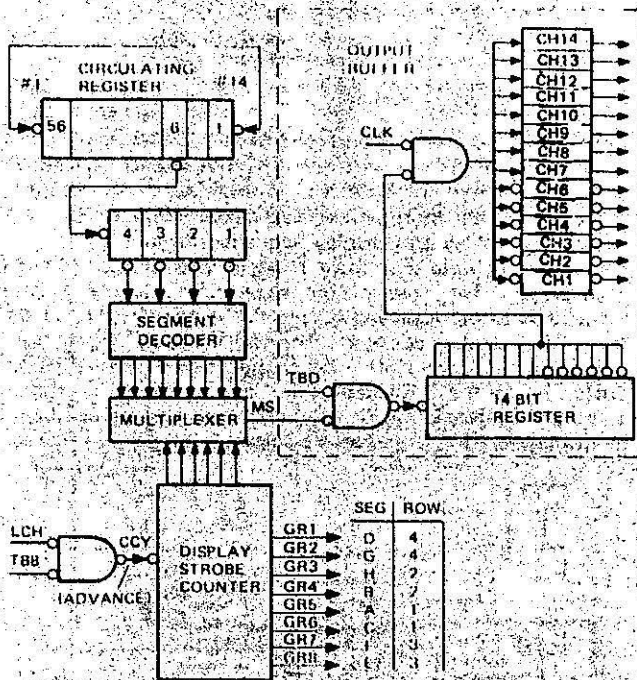 OUTPUT
BUFFER
CIRCULATING
REGISTER
#1
#14
56
6
1
CLK
CH14
CH13
CH12
CH11
CH10
CH9
CH8
CH7
CH6
CH5
CH4
CH3
CH2
CH1
4 3 2 1
SEGMENT
DECODER
TBD
MULTIPLEXER
MS
14 BIT
REGISTER
LCH
TBB
CCY
(ADVANCE)
DISPLAY
STROBE
COUNTER
SEG ROW
GR1 D 4
GR2 G 4
GR3 H 2
GR4 B 2
GR5 A 1
GR6 C 1
GR7 3
GR8 3